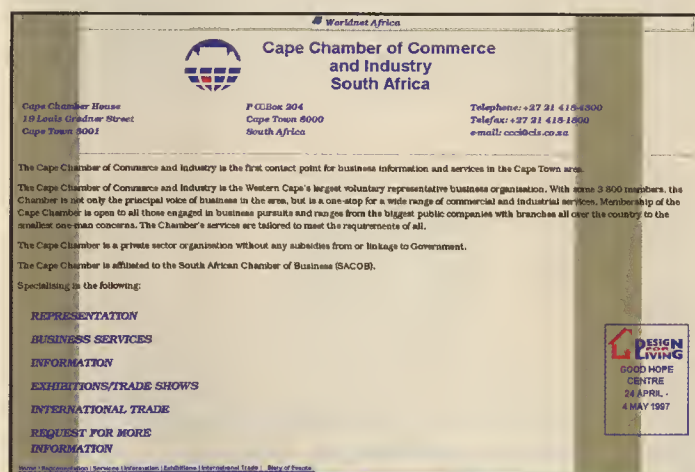 Worldnet Africa
Cape Chamber of Commerce
and Industry
South Africa
Cape Chamber House
19 Louis Gradner Street
Cape Town 8001
P O Box 204
Cape Town 8000
South Africa
Telephone: +27 21 418-4300
Telefax: +27 21 418-1800
e-mail: ccci@cis.co.za
The Cape Chamber of Commerce and Industry is the first contact point for business information and services in the Cape Town area.
The Cape Chamber of Commerce and Industry is the Western Cape's largest voluntary representative business organisation. With some 3 800 members, the
Chamber is not only the principal voice of business in the area, but is a one-stop for a wide range of commercial and industrial services. Membership of the
Cape Chamber is open to all those engaged in business pursuits and ranges from the biggest public companies with branches all over the country to the
smallest one-man concerns. The Chamber's services are tailored to meet the requirements of all.
The Cape Chamber is a private sector organisation without any subsidies from or linkage to Government.
The Cape Chamber is affiliated to the South African Chamber of Business (SACOB).
Specialising in the following:
REPRESENTATION
BUSINESS SERVICES
INFORMATION
EXHIBITIONS/TRADE SHOWS
INTERNATIONAL TRADE
REQUEST FOR MORE
INFORMATION
DESIGN
FOR
LIVING
GOOD HOPE
CENTRE
24 APRIL -
4 MAY 1997
Home | Representation | Services | Information | Exhibitions | International Trade | Diary of Events